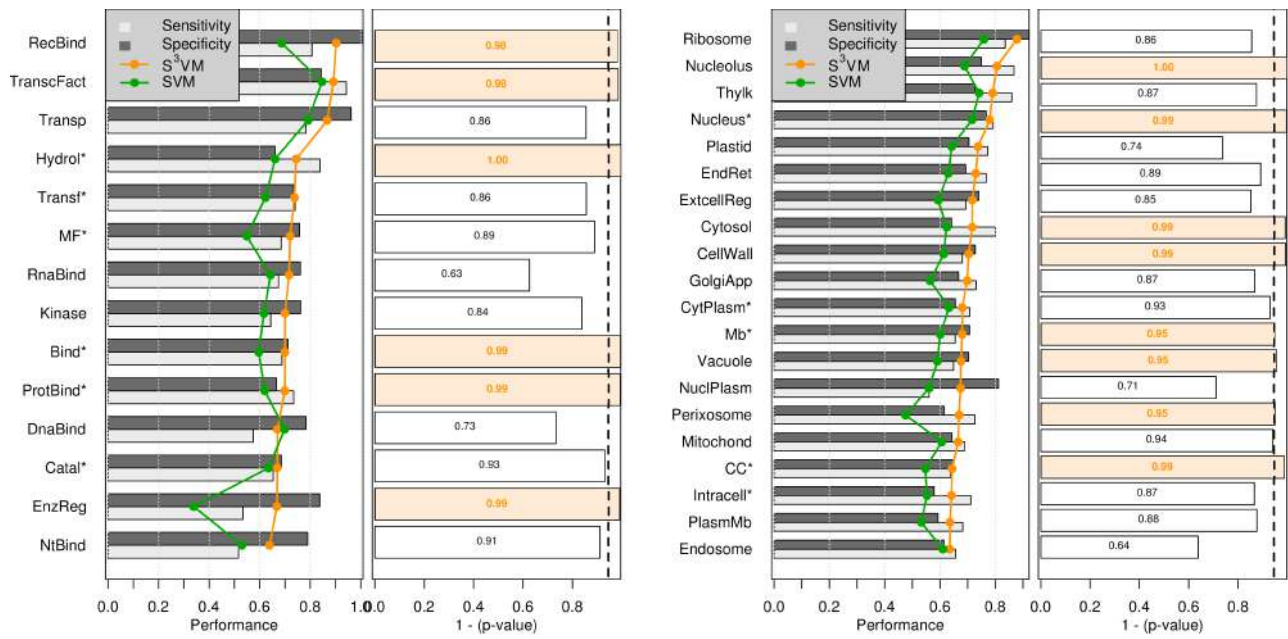 Sensitivity
Specificity
S³VM
SVM
RecBind 0.98
TranscFact 0.98
Transp 0.86
Hydrol* 1.00
Transf* 0.86
MF* 0.89
RnaBind 0.63
Kinase 0.84
Bind* 0.99
ProtBind* 0.99
DnaBind 0.73
Catal* 0.93
EnzReg 0.99
NtBind 0.91
0.0 0.2 0.4 0.6 0.8 1.0
Performance
0.0 0.2 0.4 0.6 0.8
1 - (p-value)
Sensitivity
Specificity
S³VM
SVM
Ribosome 0.86
Nucleolus 1.00
Thylk 0.87
Nucleus* 0.99
Plastid 0.74
EndRet 0.89
ExtcellReg 0.85
Cytosol 0.99
CellWall 0.99
GolgiApp 0.87
CytPlasm* 0.93
Mb* 0.95
Vacuole 0.95
NuclPlasm 0.71
Perixosome 0.95
Mitochond 0.94
CC* 0.99
Intracell* 0.87
PlasmMb 0.88
Endosome 0.64
0.0 0.2 0.4 0.6 0.8
Performance
0.0 0.2 0.4 0.6 0.8
1 - (p-value)